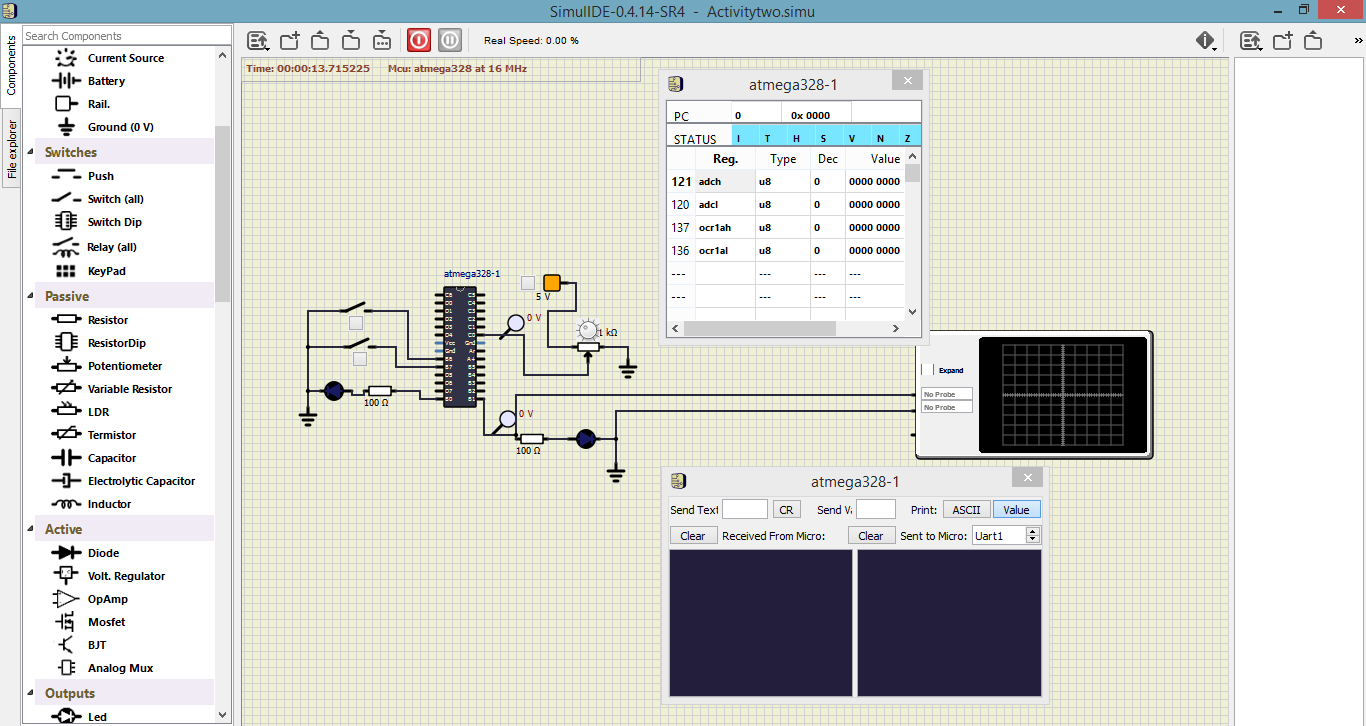 SimulIDE-0.4.14-SR4 - Activitytwo.simu
Components
File explorer
Search Components
Current Source
Battery
Rail.
Ground (0 V)
Switches
Push
Switch (all)
Switch Dip
Relay (all)
KeyPad
Passive
Resistor
ResistorDip
Potentiometer
Variable Resistor
LDR
Termistor
Capacitor
Electrolytic Capacitor
Inductor
Active
Diode
Volt. Regulator
OpAmp
Mosfet
BJT
Analog Mux
Outputs
Led
Real Speed: 0.00 %
»
Time: 00:00:13.715225 Mcu: atmega328 at 16 MHz
atmega328-1
5 V
0 V
1 kΩ
100 Ω
0 V
100 Ω
atmega328-1
PC 0 0x 0000
STATUS I T H S V N Z
Reg. Type Dec Value
121 adch u8 0 0000 0000
120 adcl u8 0 0000 0000
137 ocr1ah u8 0 0000 0000
136 ocr1al u8 0 0000 0000
--- --- --- ---
--- --- --- ---
Expand
No Probe
No Probe
atmega328-1
Send Text CR Send Va Print: ASCII Value
Clear Received From Micro: Clear Sent to Micro: Uart1